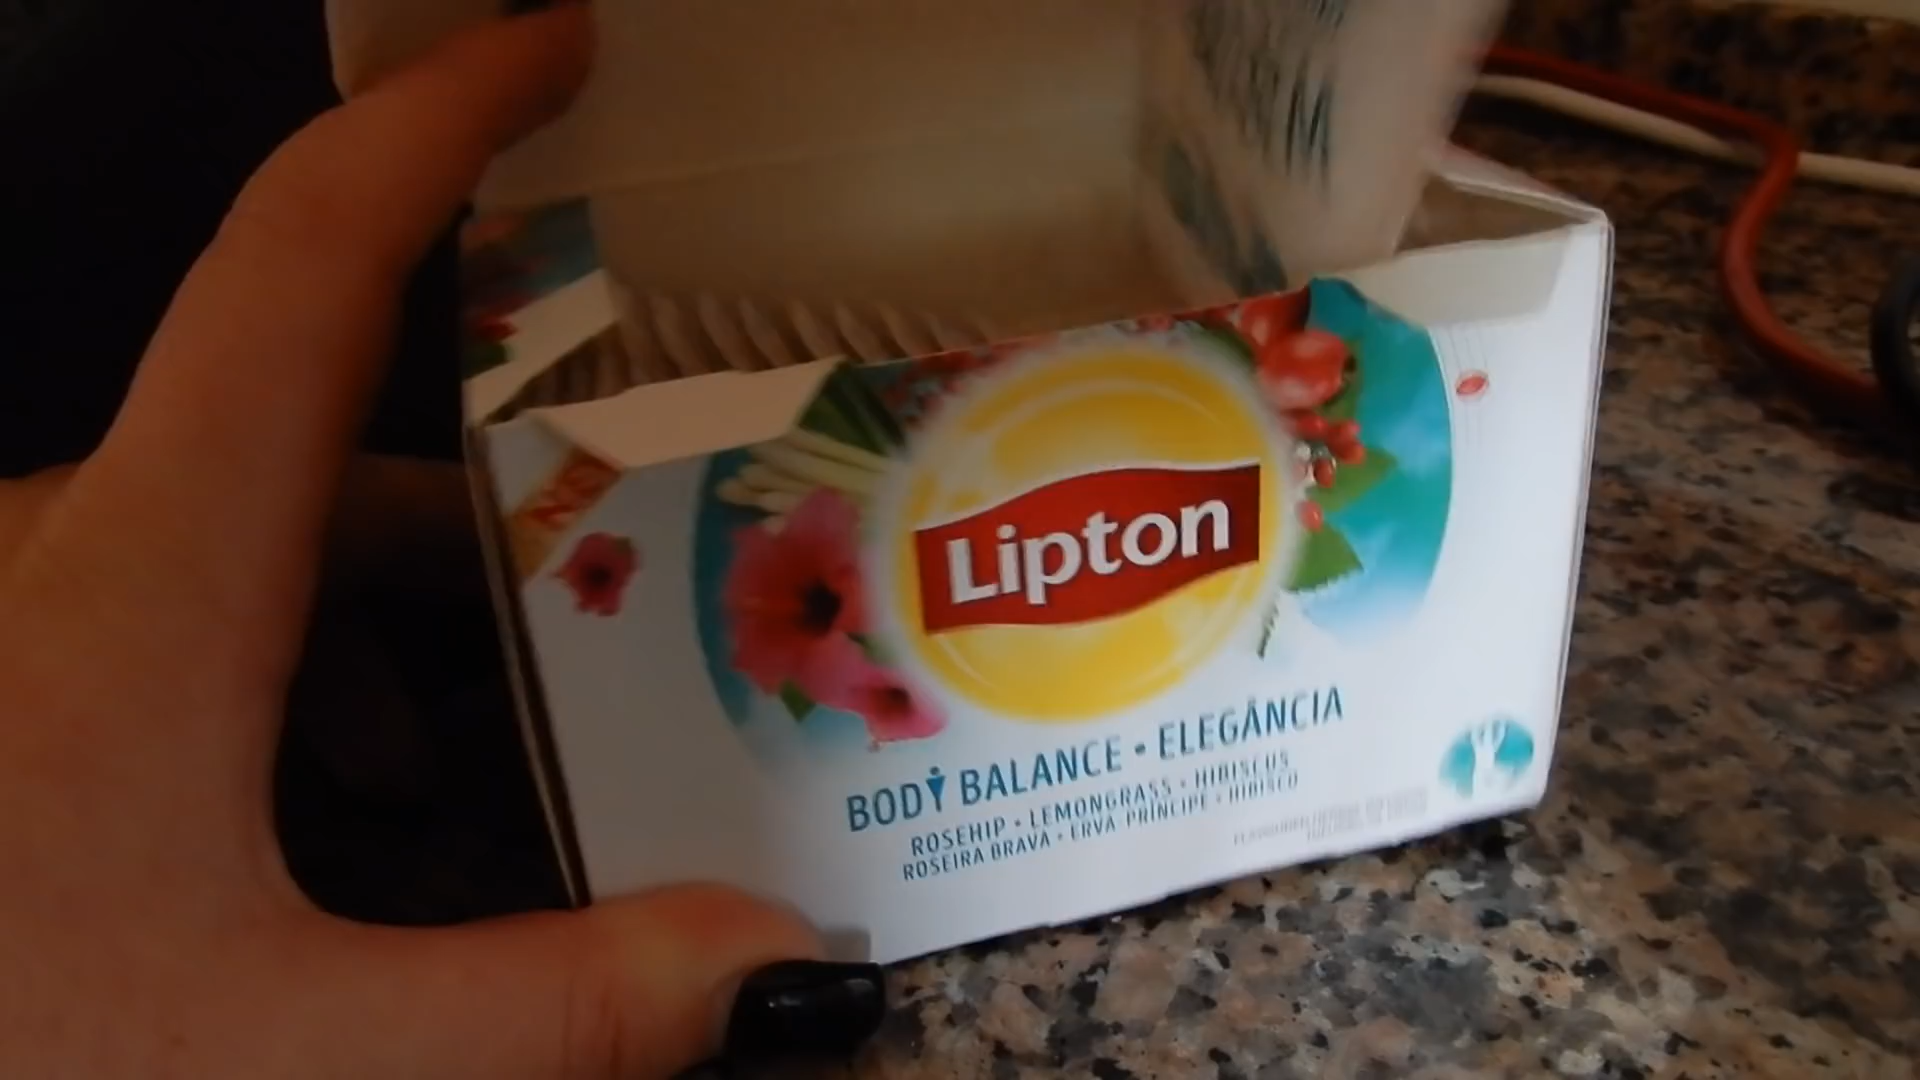 Lipton
BODY BALANCE • ELEGÂNCIA
ROSEHIP • LEMONGRASS • HIBISCUS
ROSEIRA BRAVA • ERVA-PRÍNCIPE • HIBISCO